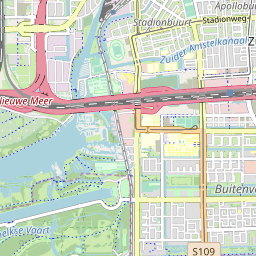 Apollobu
Stadionbuurt
Stadionweg
Zuider Amstelkanaal
Z
Nieuwe Meer
Buitenve
elkse Vaart
S109